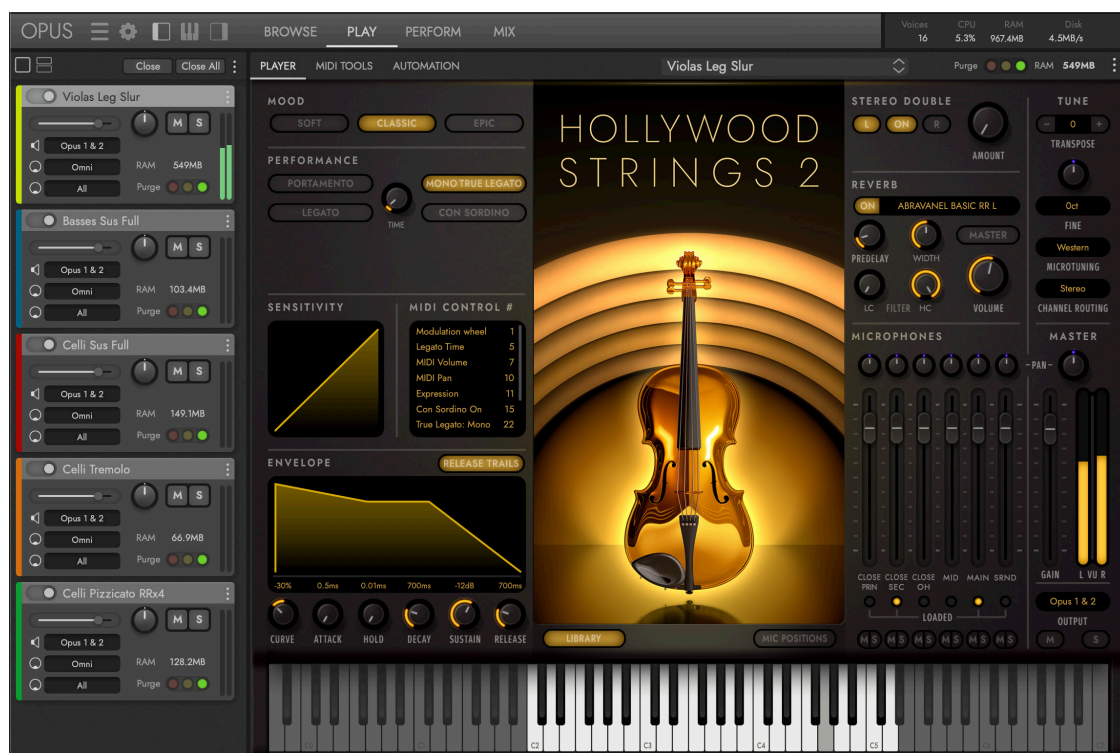 OPUS
BROWSE PLAY PERFORM MIX
Voices CPU RAM Disk
16 5.3% 967.4MB 4.5MB/s
Close Close All
PLAYER MIDI TOOLS AUTOMATION
Violas Leg Slur
Purge RAM 549MB
Violas Leg Slur
M S
Opus 1 & 2
Omni RAM 549MB
All Purge
Basses Sus Full
M S
Opus 1 & 2
Omni RAM 103.4MB
All Purge
Celli Sus Full
M S
Opus 1 & 2
Omni RAM 149.1MB
All Purge
Celli Tremolo
M S
Opus 1 & 2
Omni RAM 66.9MB
All Purge
Celli Pizzicato RRx4
M S
Opus 1 & 2
Omni RAM 128.2MB
All Purge
MOOD
SOFT CLASSIC EPIC
PERFORMANCE
PORTAMENTO MONO TRUE LEGATO
LEGATO CON SORDINO
TIME
SENSITIVITY
MIDI CONTROL #
Modulation wheel 1
Legato Time 5
MIDI Volume 7
MIDI Pan 10
Expression 11
Con Sordino On 15
True Legato: Mono 22
ENVELOPE RELEASE TRAILS
-30% 0.5ms 0.01ms 700ms -12dB 700ms
CURVE ATTACK HOLD DECAY SUSTAIN RELEASE
HOLLYWOOD
STRINGS 2
LIBRARY MIC POSITIONS
STEREO DOUBLE
L ON R
AMOUNT
REVERB
ON ABRAVANEL BASIC RR L
MASTER
PREDELAY WIDTH
LC FILTER HC VOLUME
MICROPHONES
CLOSE PRIN CLOSE SEC CLOSE OH MID MAIN SRND
LOADED
M S M S M S M S M S M S
TUNE
- 0 +
TRANSPOSE
0ct
FINE
Western
MICROTUNING
Stereo
CHANNEL ROUTING
MASTER
-PAN-
GAIN L VU R
Opus 1 & 2
OUTPUT
M S
C2 C3 C4 C5